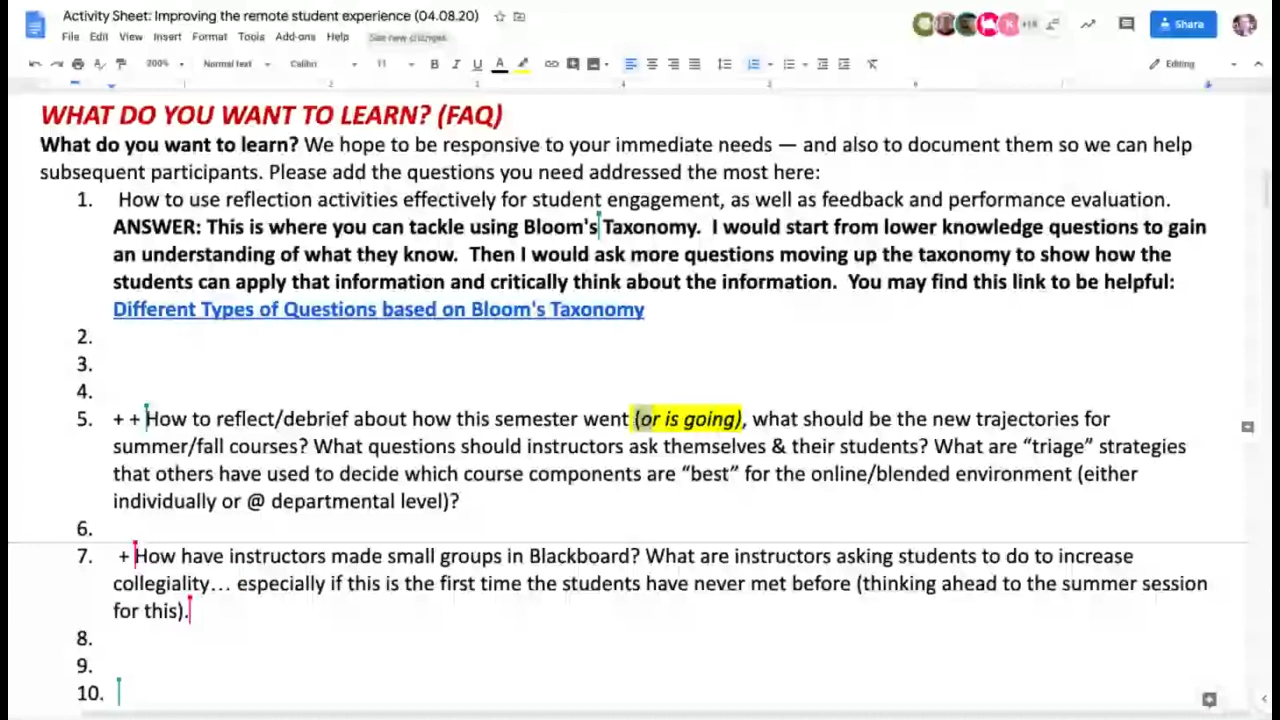 Activity Sheet: Improving the remote student experience (04.08.20)
File Edit View Insert Format Tools Add-ons Help See new changes
+18
Share
200% Normal text Calibri 11 B I U A Editing
WHAT DO YOU WANT TO LEARN? (FAQ)
What do you want to learn? We hope to be responsive to your immediate needs — and also to document them so we can help
subsequent participants. Please add the questions you need addressed the most here:
1. How to use reflection activities effectively for student engagement, as well as feedback and performance evaluation.
ANSWER: This is where you can tackle using Bloom's Taxonomy. I would start from lower knowledge questions to gain
an understanding of what they know. Then I would ask more questions moving up the taxonomy to show how the
students can apply that information and critically think about the information. You may find this link to be helpful:
Different Types of Questions based on Bloom's Taxonomy
2.
3.
4.
5. + + How to reflect/debrief about how this semester went (or is going), what should be the new trajectories for
summer/fall courses? What questions should instructors ask themselves & their students? What are “triage” strategies
that others have used to decide which course components are “best” for the online/blended environment (either
individually or @ departmental level)?
6.
7. + How have instructors made small groups in Blackboard? What are instructors asking students to do to increase
collegiality… especially if this is the first time the students have never met before (thinking ahead to the summer session
for this).
8.
9.
10.